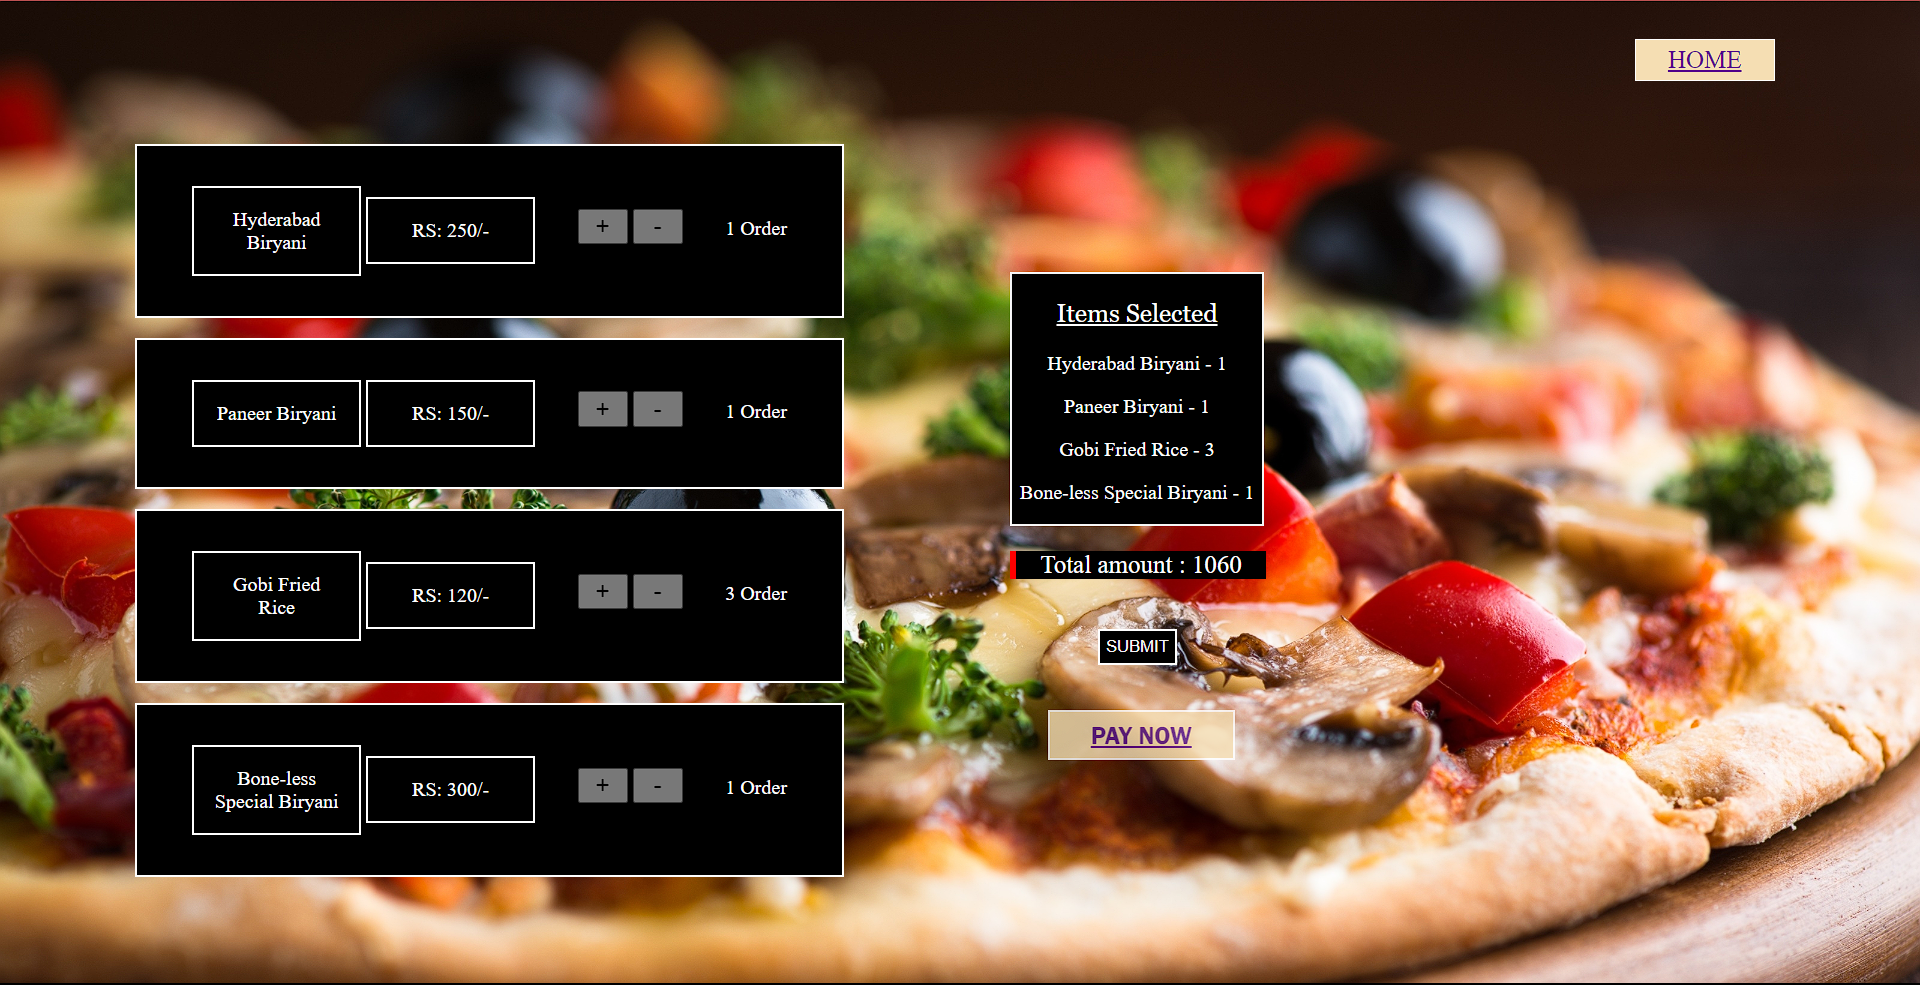 HOME
Hyderabad
Biryani
RS: 250/-
+
-
1 Order
Paneer Biryani
RS: 150/-
+
-
1 Order
Gobi Fried
Rice
RS: 120/-
+
-
3 Order
Bone-less
Special Biryani
RS: 300/-
+
-
1 Order
Items Selected
Hyderabad Biryani - 1
Paneer Biryani - 1
Gobi Fried Rice - 3
Bone-less Special Biryani - 1
Total amount : 1060
SUBMIT
PAY NOW